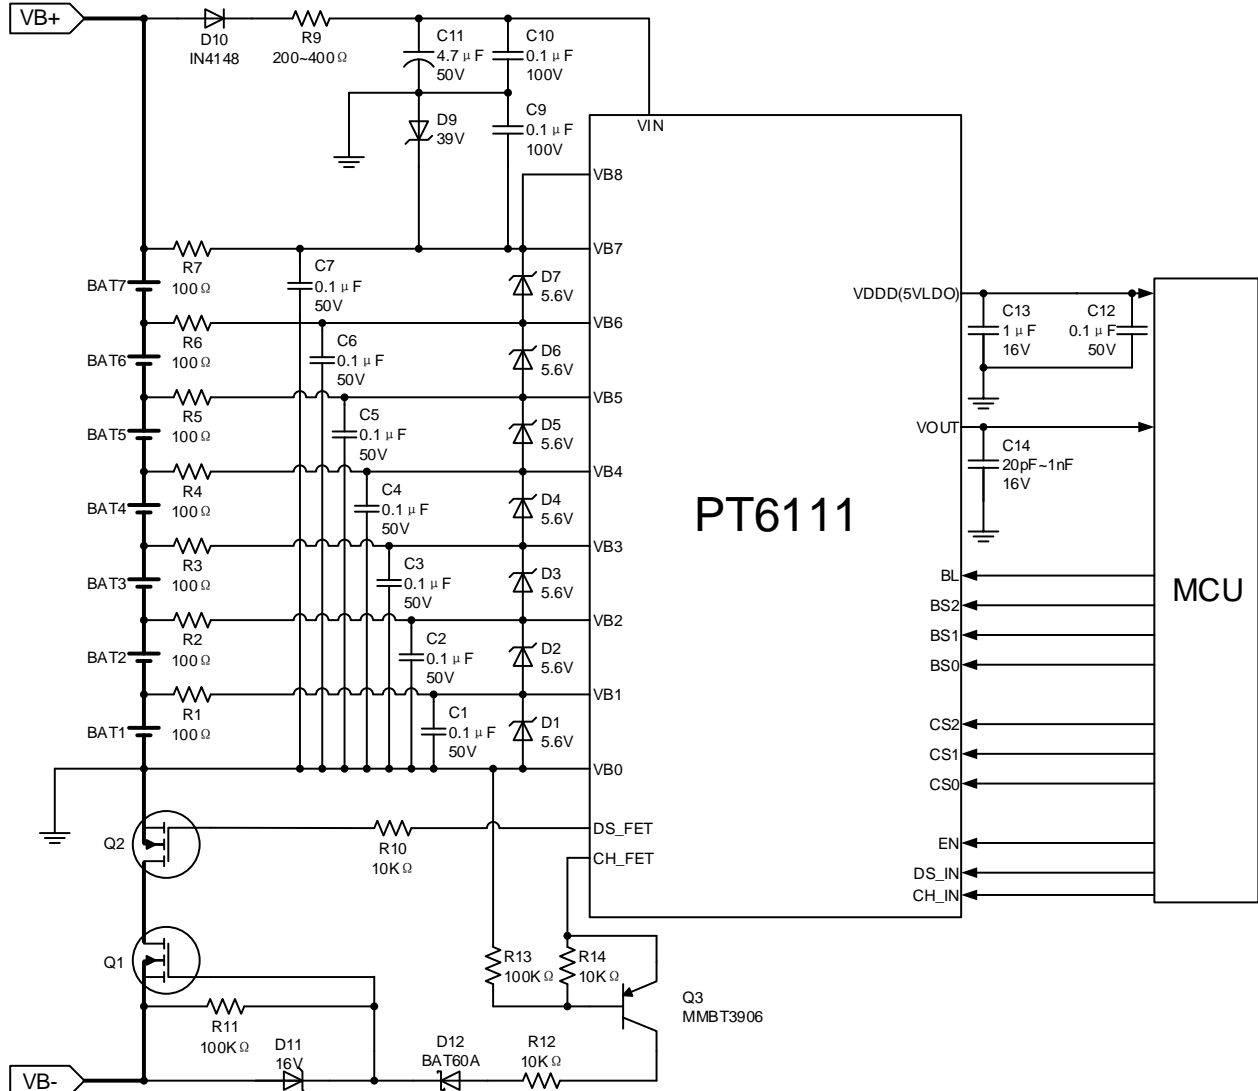 VB+
D10
IN4148
R9
200~400Ω
C11
4.7μF
50V
C10
0.1μF
100V
D9
39V
C9
0.1μF
100V
VIN
VB8
VB7
R7
100Ω
C7
0.1μF
50V
D7
5.6V
BAT7
VB6
R6
100Ω
C6
0.1μF
50V
D6
5.6V
BAT6
VB5
R5
100Ω
C5
0.1μF
50V
D5
5.6V
BAT5
VB4
R4
100Ω
C4
0.1μF
50V
D4
5.6V
BAT4
VB3
R3
100Ω
C3
0.1μF
50V
D3
5.6V
BAT3
VB2
R2
100Ω
C2
0.1μF
50V
D2
5.6V
BAT2
VB1
R1
100Ω
C1
0.1μF
50V
D1
5.6V
BAT1
VB0
PT6111
VDDD(5VLDO)
C13
1μF
16V
C12
0.1μF
50V
VOUT
C14
20pF~1nF
16V
MCU
BL
BS2
BS1
BS0
CS2
CS1
CS0
EN
DS_IN
CH_IN
DS_FET
CH_FET
Q2
R10
10KΩ
Q1
R13
100KΩ
R14
10KΩ
Q3
MMBT3906
R11
100KΩ
D11
16V
D12
BAT60A
R12
10KΩ
VB-